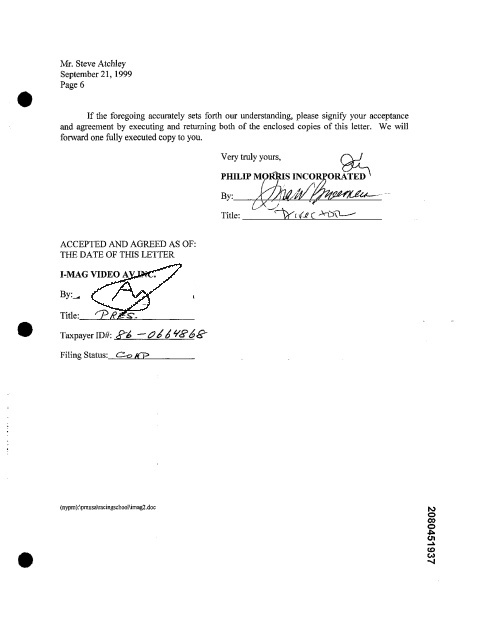 Mr. Steve Atchley
September 21, 1999
Page 6
If the foregoing accurately sets forth our understanding, please signify your acceptance
and agreement by executing and returning both of the enclosed copies of this letter. We will
forward one fully executed copy to you.
Very truly yours,
PHILIP MORRIS INCORPORATED
By:
Title: DIRECTOR
ACCEPTED AND AGREED AS OF:
THE DATE OF THIS LETTER
I-MAG VIDEO AV, INC.
By:
Title: PRES.
Taxpayer ID#: 86-0664868
Filing Status: CORP
(nypm)c\pmusa\racingschool\imag2.doc
2080451937